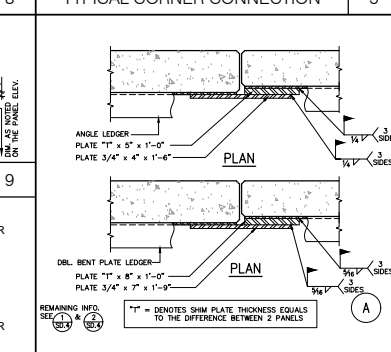 TYPICAL CORNER CONNECTION
DIM. AS NOTED
ON THE PANEL ELEV.
9
R
R
ANGLE LEDGER
PLATE "T" x 5" x 1'-0"
PLATE 3/4" x 4" x 1'-6"
PLAN
1/4
3
SIDES
1/4
3
SIDES
DBL. BENT PLATE LEDGER
PLATE "T" x 8" x 1'-0"
PLATE 3/4" x 7" x 1'-9"
PLAN
5/16
3
SIDES
5/16
3
SIDES
REMAINING INFO.
SEE 1 SD.4 & 2 SD.4
"T" = DENOTES SHIM PLATE THICKNESS EQUALS
TO THE DIFFERENCE BETWEEN 2 PANELS
A